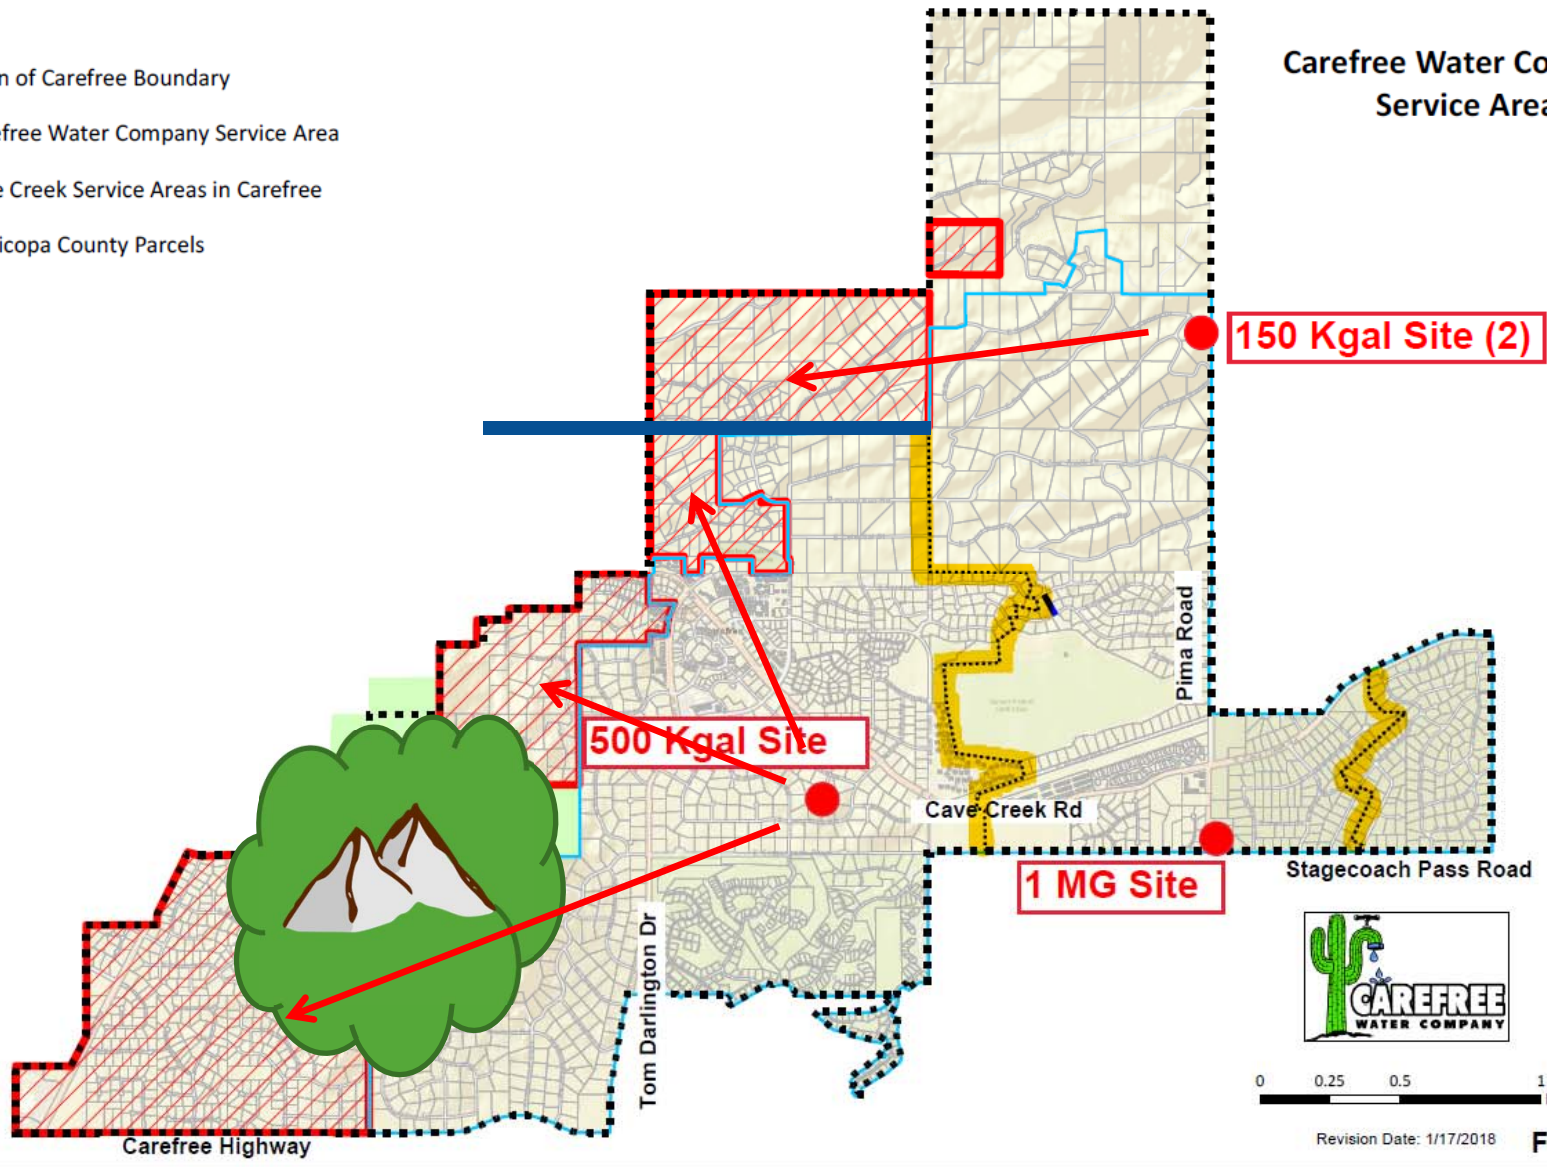 n of Carefree Boundary
Carefree Water Co
Service Area
efree Water Company Service Area
e Creek Service Areas in Carefree
icopa County Parcels
150 Kgal Site (2)
Pima Road
500 Kgal Site
Cave Creek Rd
1 MG Site
Stagecoach Pass Road
Tom Darlington Dr
CAREFREE
WATER COMPANY
0 0.25 0.5 1
Revision Date: 1/17/2018 F
Carefree Highway